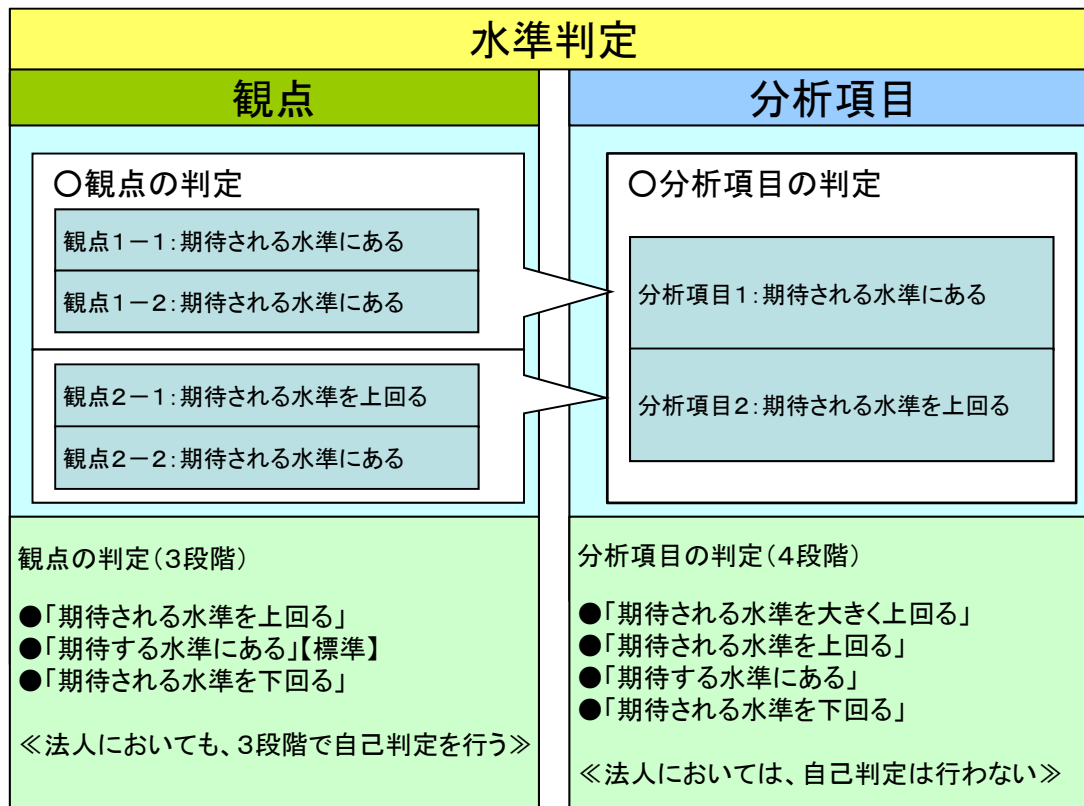 水準判定
観点
〇観点の判定
観点1－1：期待される水準にある
観点1－2：期待される水準にある
観点2－1：期待される水準を上回る
観点2－2：期待される水準にある
観点の判定（3段階）
●「期待される水準を上回る」
●「期待する水準にある」【標準】
●「期待される水準を下回る」
≪法人においても、3段階で自己判定を行う≫
分析項目
〇分析項目の判定
分析項目1：期待される水準にある
分析項目2：期待される水準を上回る
分析項目の判定（4段階）
●「期待される水準を大きく上回る」
●「期待される水準を上回る」
●「期待する水準にある」
●「期待される水準を下回る」
≪法人においては、自己判定は行わない≫